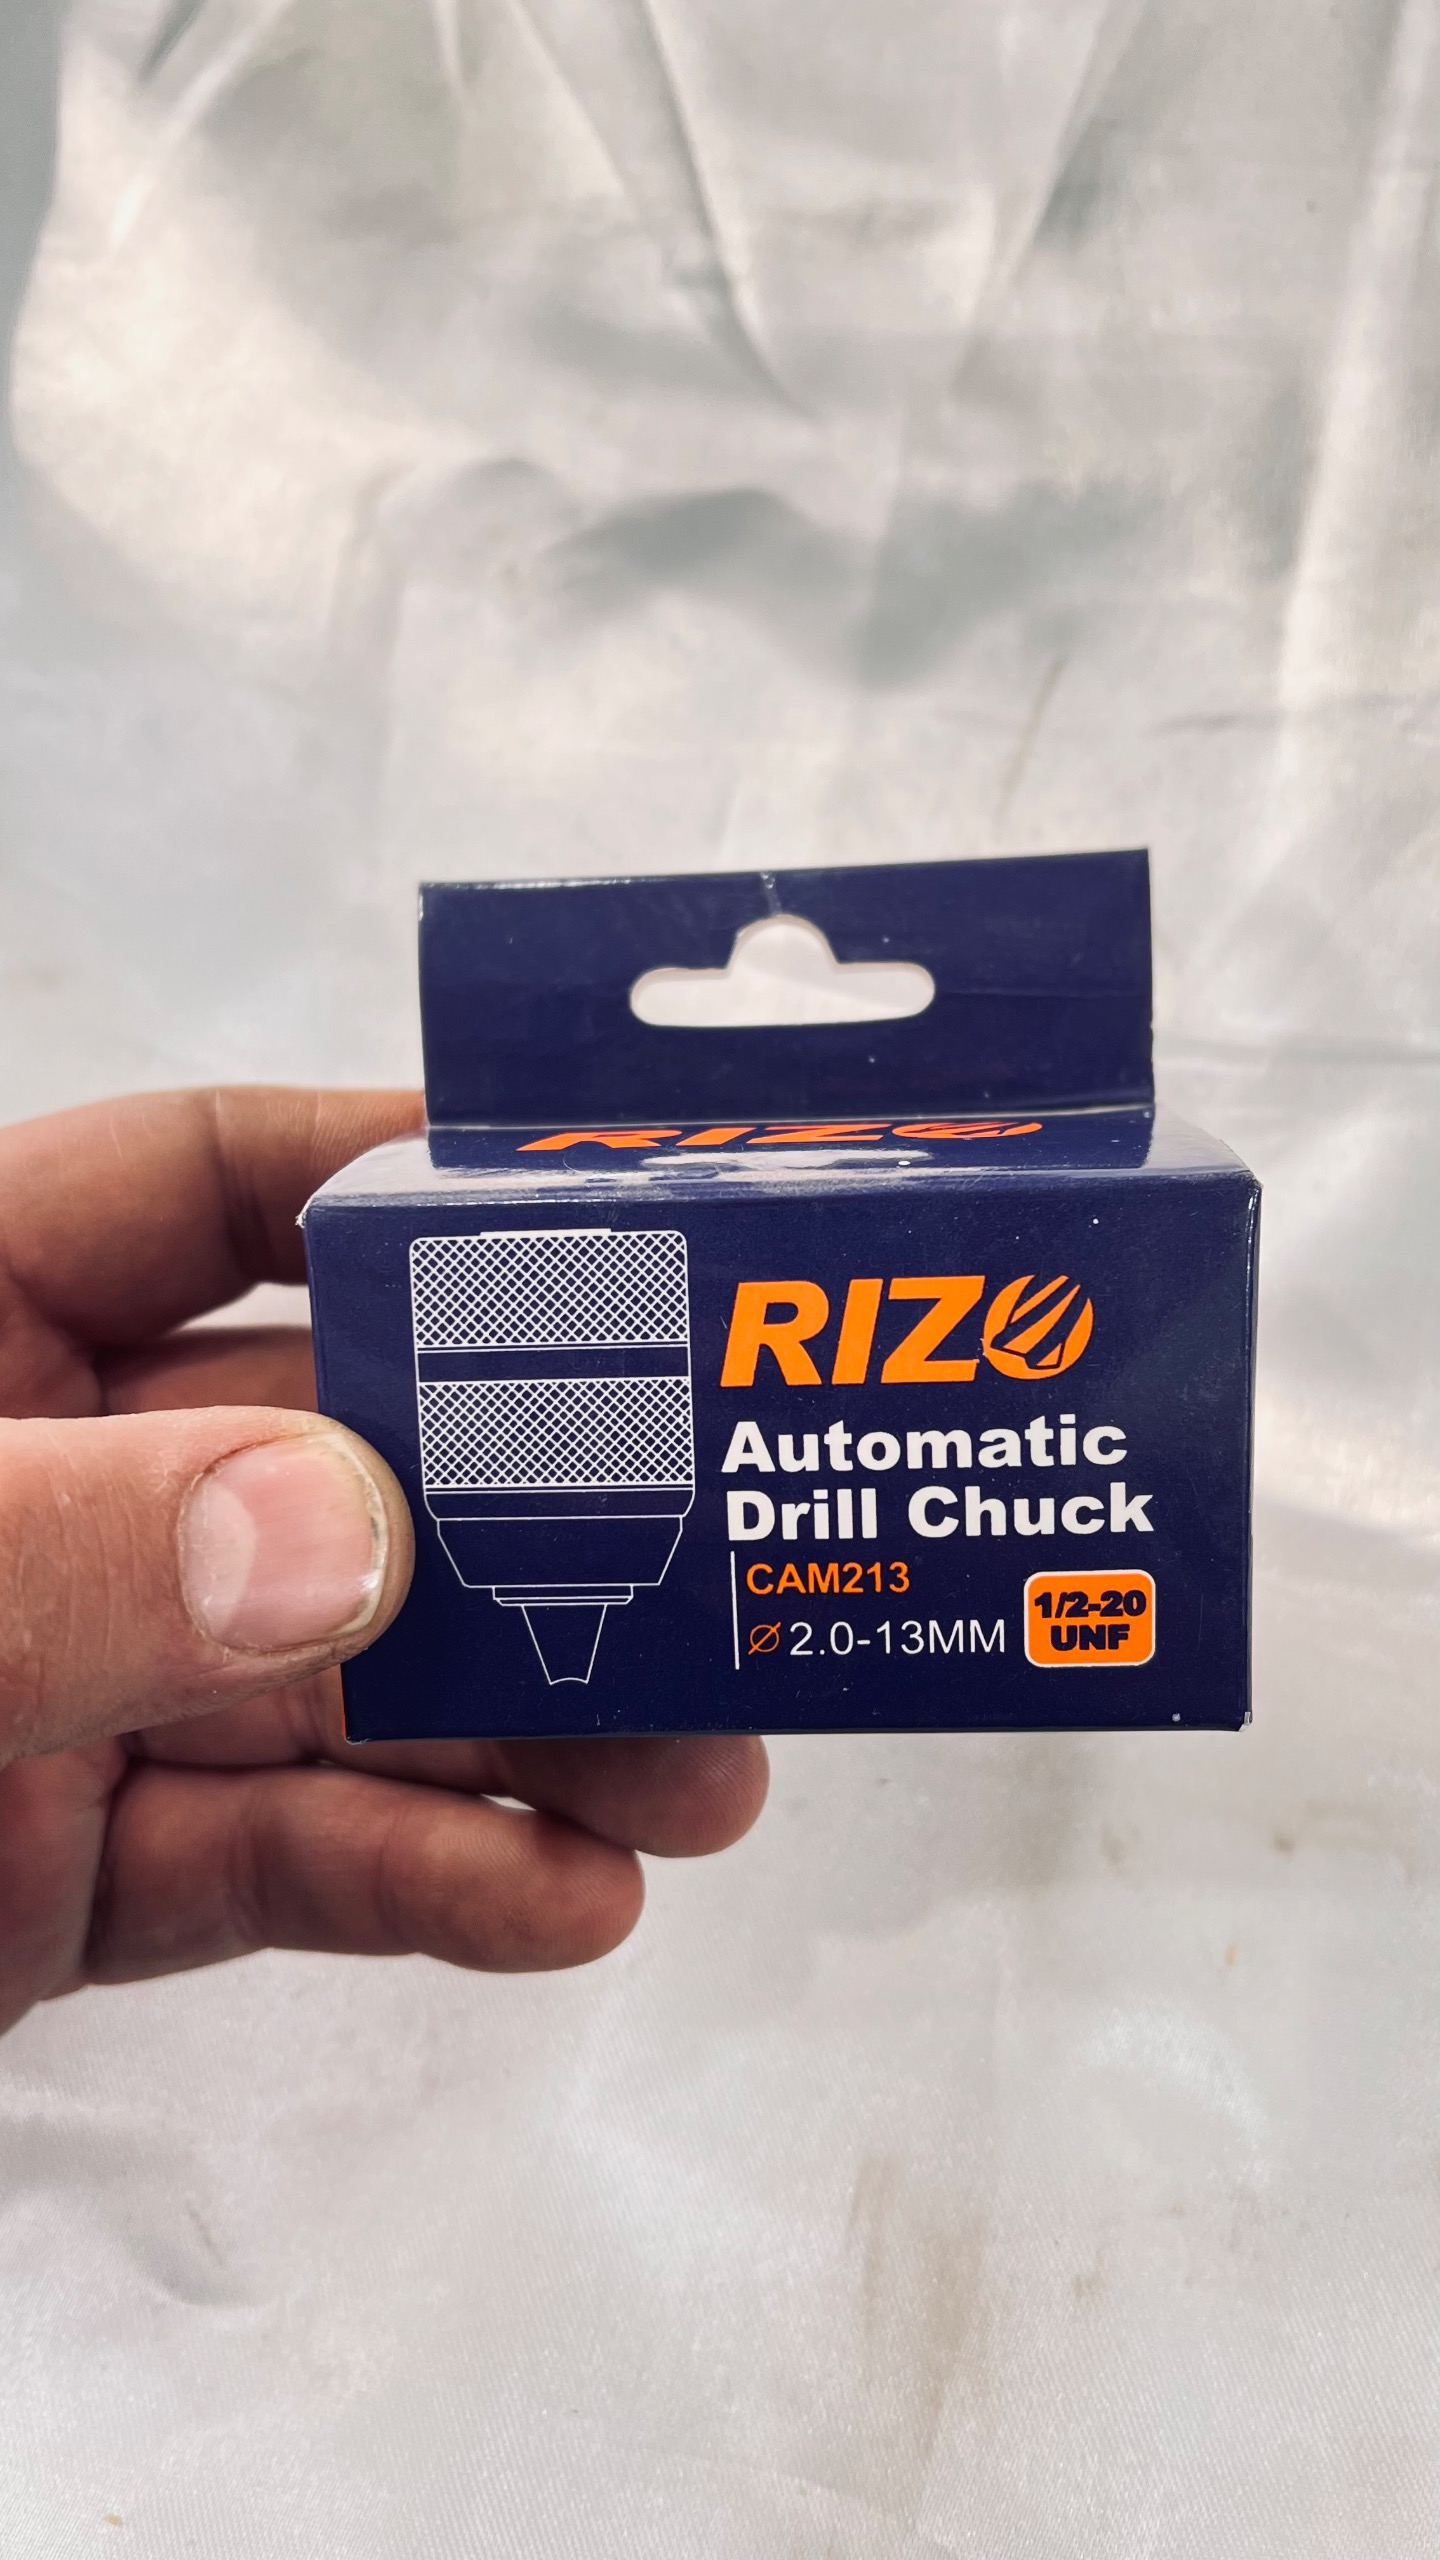 RIZO
RIZO
Automatic
Drill Chuck
CAM213
Ø 2.0-13MM
1/2-20
UNF